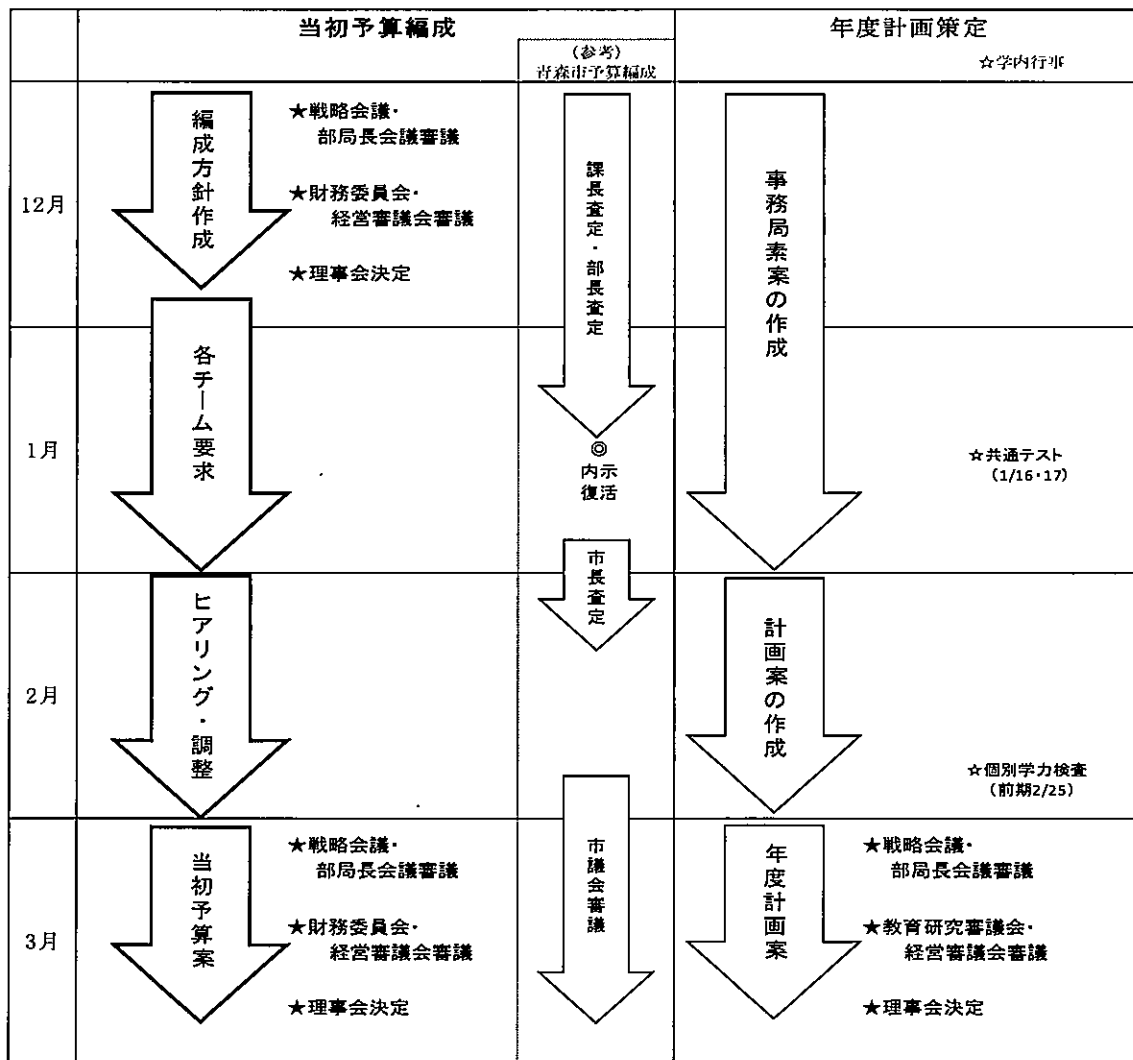 当初予算編成
年度計画策定
(参考)
青森市予算編成
☆学内行事
12月
編成方針作成
★戦略会議・
部局長会議審議
★財務委員会・
経営審議会審議
★理事会決定
課長査定・部長査定
事務局素案の作成
1月
各チーム要求
◎
内示
復活
☆共通テスト
(1/16・17)
市長査定
2月
ヒアリング・調整
計画案の作成
☆個別学力検査
(前期2/25)
3月
当初予算案
★戦略会議・
部局長会議審議
★財務委員会・
経営審議会審議
★理事会決定
市議会審議
年度計画案
★戦略会議・
部局長会議審議
★教育研究審議会・
経営審議会審議
★理事会決定